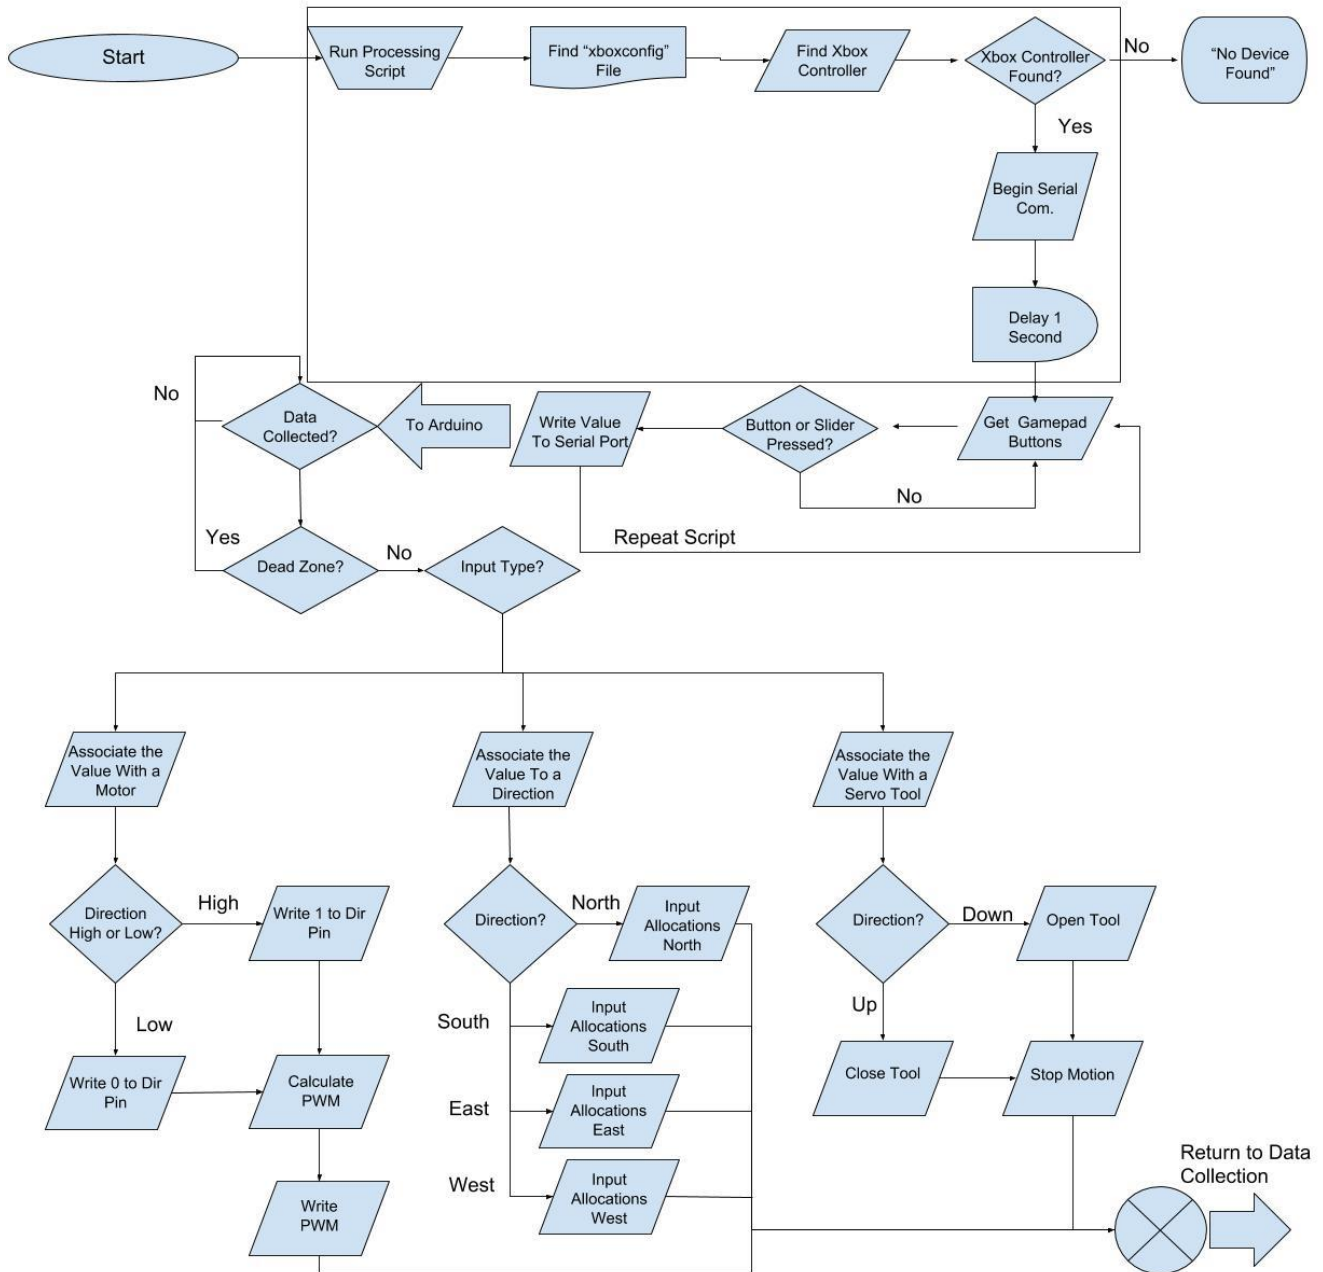 Start
Run Processing
Script
Find “xboxconfig”
File
Find Xbox
Controller
Xbox Controller
Found?
No
“No Device
Found”
Yes
Begin Serial
Com.
Delay 1
Second
No
Data
Collected?
To Arduino
Write Value
To Serial Port
Button or Slider
Pressed?
Get Gamepad
Buttons
No
Repeat Script
Yes
Dead Zone?
No
Input Type?
Associate the
Value With a
Motor
Associate the
Value To a
Direction
Associate the
Value With a
Servo Tool
Direction
High or Low?
High
Write 1 to Dir
Pin
Low
Write 0 to Dir
Pin
Calculate
PWM
Write
PWM
Direction?
North
Input
Allocations
North
South
Input
Allocations
South
East
Input
Allocations
East
West
Input
Allocations
West
Direction?
Down
Open Tool
Up
Close Tool
Stop Motion
Return to Data
Collection